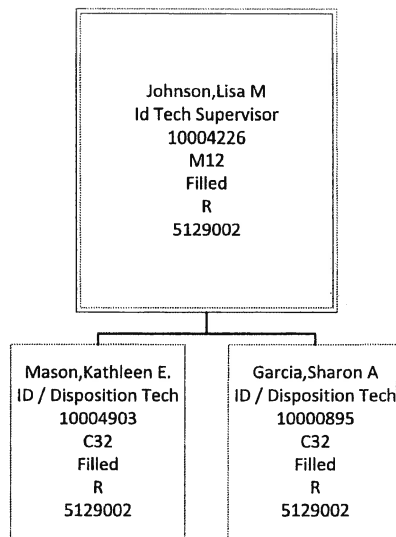 Johnson,Lisa M
Id Tech Supervisor
10004226
M12
Filled
R
5129002
Mason,Kathleen E.
ID / Disposition Tech
10004903
C32
Filled
R
5129002
Garcia,Sharon A
ID / Disposition Tech
10000895
C32
Filled
R
5129002